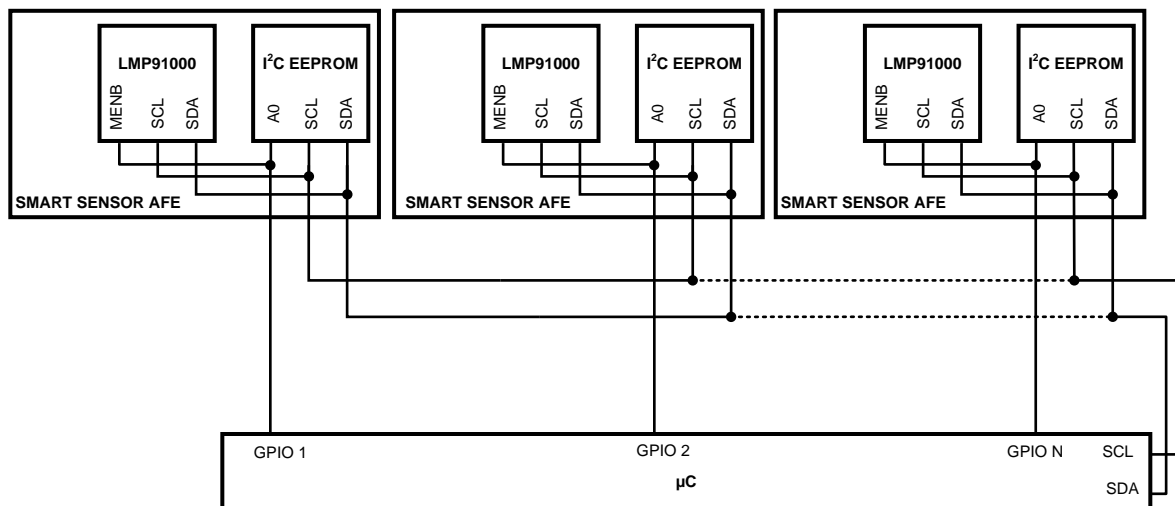 LMP91000
I²C EEPROM
MENB
SCL
SDA
A0
SCL
SDA
SMART SENSOR AFE
LMP91000
I²C EEPROM
MENB
SCL
SDA
A0
SCL
SDA
SMART SENSOR AFE
LMP91000
I²C EEPROM
MENB
SCL
SDA
A0
SCL
SDA
SMART SENSOR AFE
GPIO 1
GPIO 2
GPIO N
SCL
µC
SDA